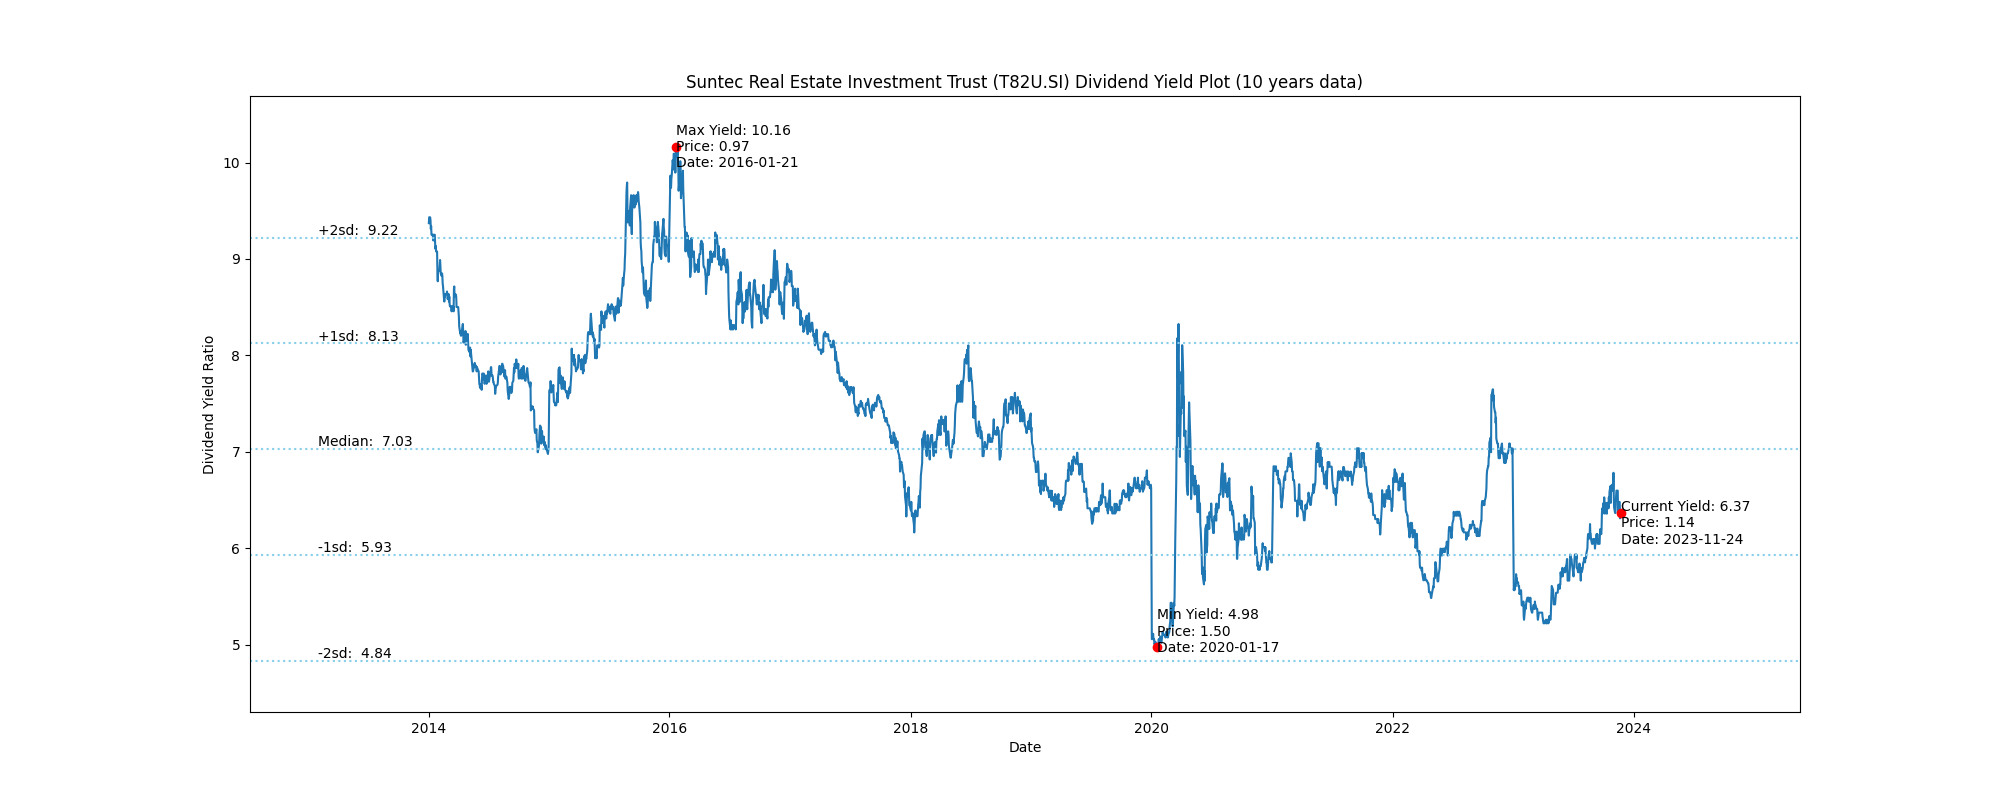 Suntec Real Estate Investment Trust (T82U.SI) Dividend Yield Plot (10 years data)
Max Yield: 10.16
Price: 0.97
Date: 2016-01-21
+2sd:  9.22
+1sd:  8.13
Median:  7.03
-1sd:  5.93
-2sd:  4.84
Current Yield: 6.37
Price: 1.14
Date: 2023-11-24
Min Yield: 4.98
Price: 1.50
Date: 2020-01-17
Dividend Yield Ratio
10
9
8
7
6
5
2014
2016
2018
2020
2022
2024
Date